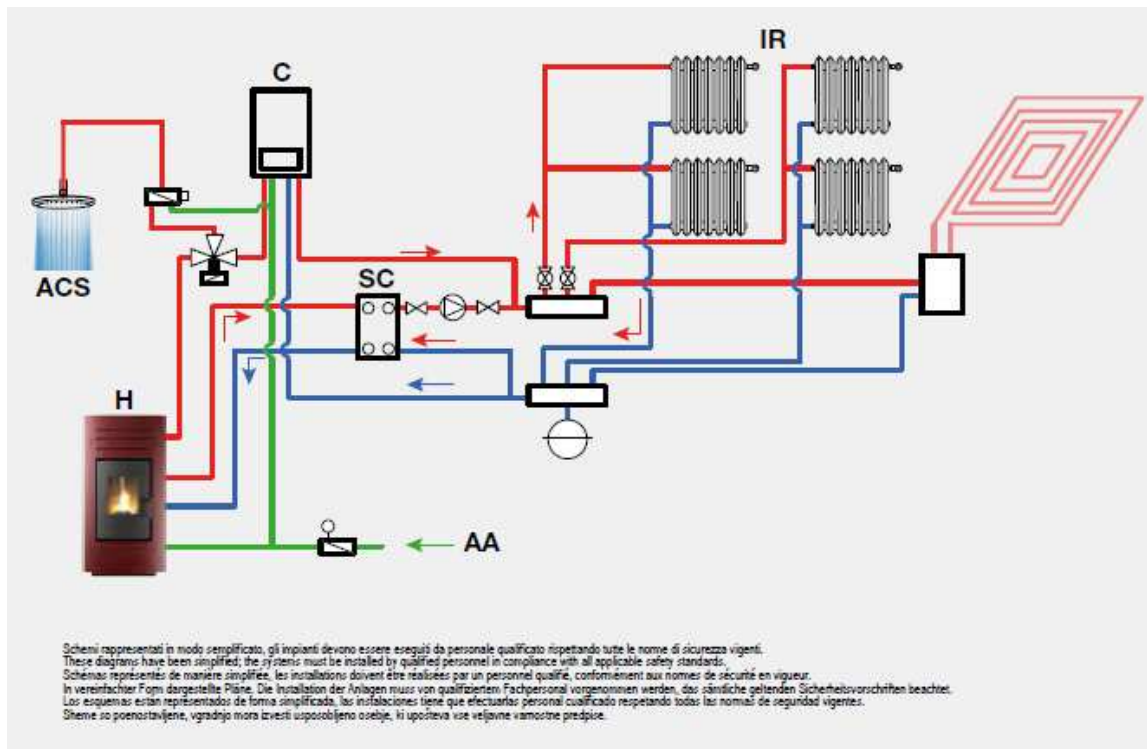 IR
C
ACS
SC
H
AA
Schemi rappresentati in modo semplificato, gli impianti devono essere eseguiti da personale qualificato rispettando tutte le norme di sicurezza vigenti.
These diagrams have been simplified; the systems must be installed by qualified personnel in compliance with all applicable safety standards.
Schémas représentés de manière simplifiée, les installations doivent être réalisées par un personnel qualifié, conformément aux normes de sécurité en vigueur.
In vereinfachter Form dargestellte Pläne. Die Installation der Anlagen muss von qualifiziertem Fachpersonal vorgenommen werden, das sämtliche geltenden Sicherheitsvorschriften beachtet.
Los esquemas estan representados de forma simplificada, las instalaciones tiene que efectuarlas personal cualificado respetando todas las normas de seguridad vigentes.
Sheme so poenostavljene, vgradnjo mora izvesti usposobljeno osebje, ki upošteva vse veljavne varnostne predpise.